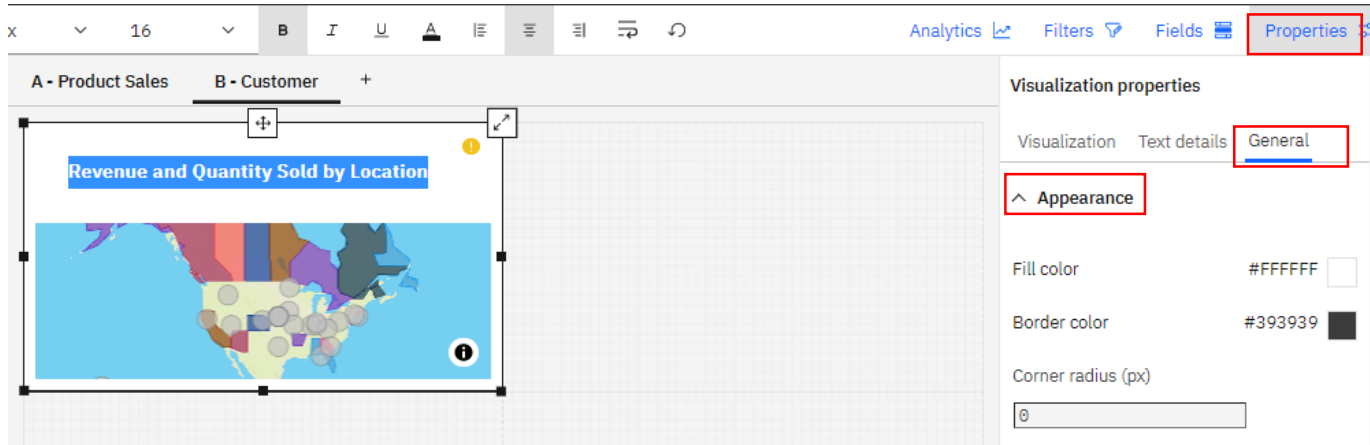 x 16 B I U A Analytics Filters Fields Properties
A - Product Sales B - Customer +
Visualization properties
Visualization Text details General
Revenue and Quantity Sold by Location
Appearance
Fill color #FFFFFF
Border color #393939
Corner radius (px)
0